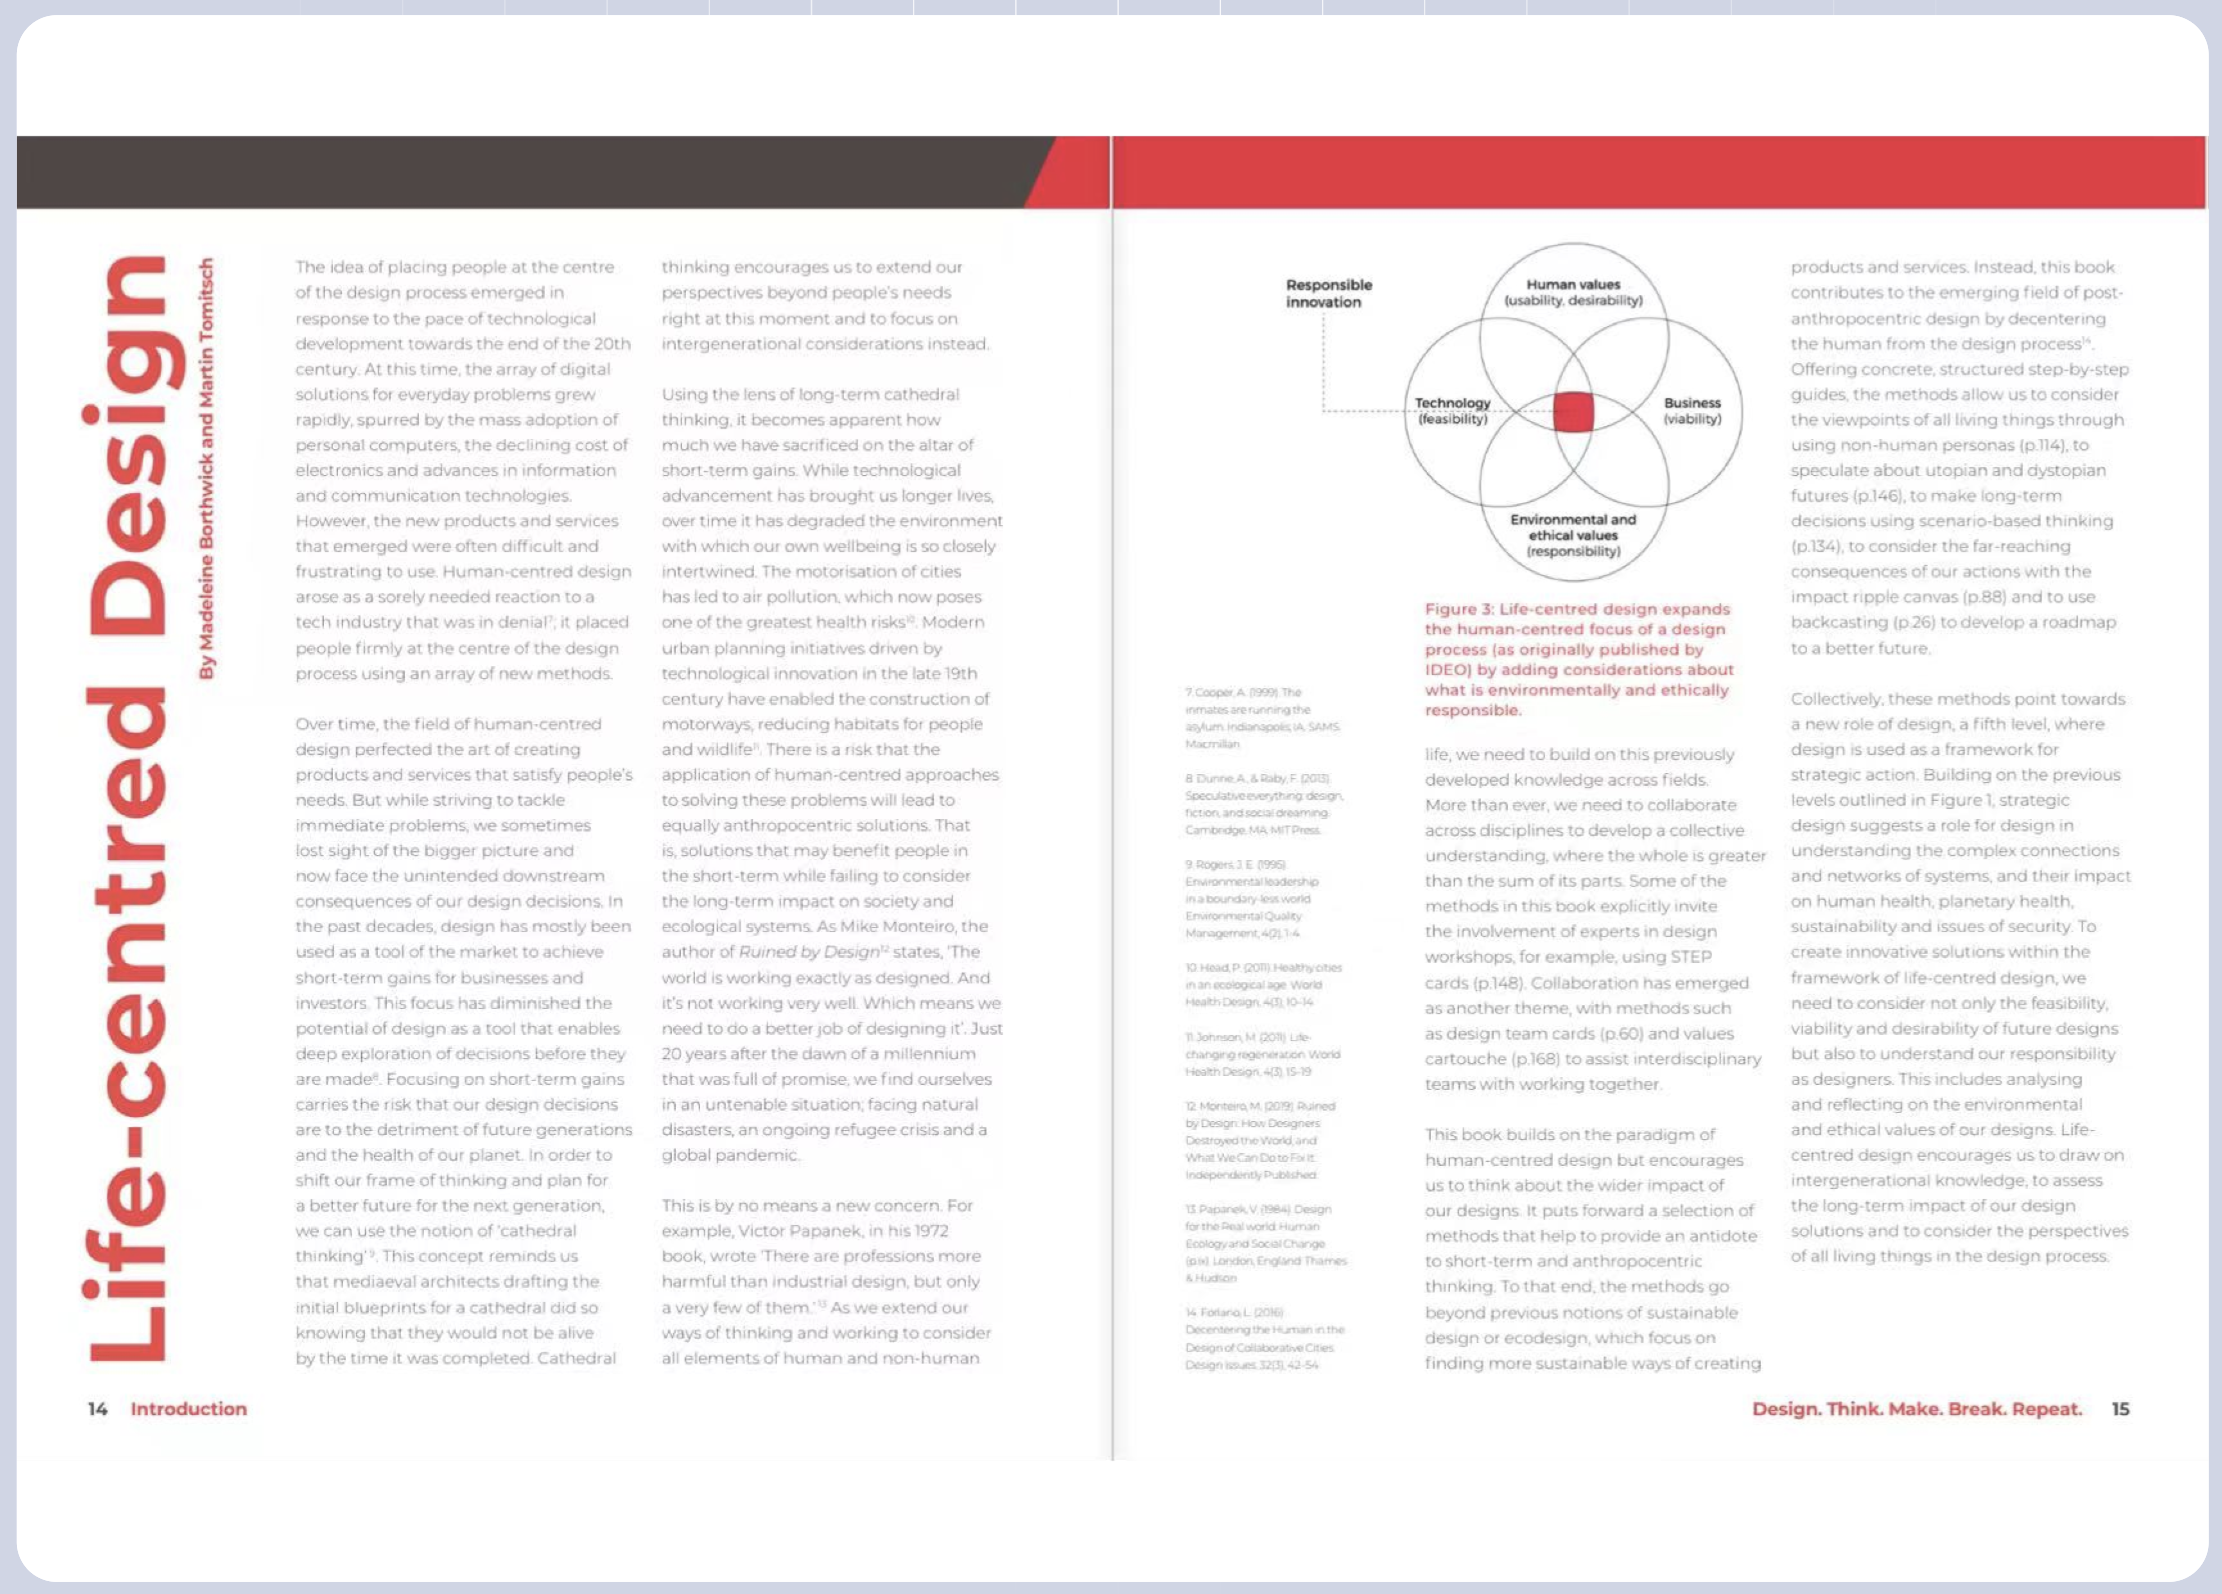 Life-centred Design
By Madeleine Borthwick and Martin Tomitsch
The idea of placing people at the centre
of the design process emerged in
response to the pace of technological
development towards the end of the 20th
century. At this time, the array of digital
solutions for everyday problems grew
rapidly, spurred by the mass adoption of
personal computers, the declining cost of
electronics and advances in information
and communication technologies.
However, the new products and services
that emerged were often difficult and
frustrating to use. Human-centred design
arose as a sorely needed reaction to a
tech industry that was in denial⁷; it placed
people firmly at the centre of the design
process using an array of new methods.
Over time, the field of human-centred
design perfected the art of creating
products and services that satisfy people's
needs. But while striving to tackle
immediate problems, we sometimes
lost sight of the bigger picture and
now face the unintended downstream
consequences of our design decisions. In
the past decades, design has mostly been
used as a tool of the market to achieve
short-term gains for businesses and
investors. This focus has diminished the
potential of design as a tool that enables
deep exploration of decisions before they
are made⁸. Focusing on short-term gains
carries the risk that our design decisions
are to the detriment of future generations
and the health of our planet. In order to
shift our frame of thinking and plan for
a better future for the next generation,
we can use the notion of 'cathedral
thinking'⁹. This concept reminds us
that mediaeval architects drafting the
initial blueprints for a cathedral did so
knowing that they would not be alive
by the time it was completed. Cathedral
thinking encourages us to extend our
perspectives beyond people's needs
right at this moment and to focus on
intergenerational considerations instead.
Using the lens of long-term cathedral
thinking, it becomes apparent how
much we have sacrificed on the altar of
short-term gains. While technological
advancement has brought us longer lives,
over time it has degraded the environment
with which our own wellbeing is so closely
intertwined. The motorisation of cities
has led to air pollution, which now poses
one of the greatest health risks¹⁰. Modern
urban planning initiatives driven by
technological innovation in the late 19th
century have enabled the construction of
motorways, reducing habitats for people
and wildlife¹¹. There is a risk that the
application of human-centred approaches
to solving these problems will lead to
equally anthropocentric solutions. That
is, solutions that may benefit people in
the short-term while failing to consider
the long-term impact on society and
ecological systems. As Mike Monteiro, the
author of Ruined by Design¹² states, 'The
world is working exactly as designed. And
it's not working very well. Which means we
need to do a better job of designing it'. Just
20 years after the dawn of a millennium
that was full of promise, we find ourselves
in an untenable situation; facing natural
disasters, an ongoing refugee crisis and a
global pandemic.
This is by no means a new concern. For
example, Victor Papanek, in his 1972
book, wrote 'There are professions more
harmful than industrial design, but only
a very few of them.'¹³ As we extend our
ways of thinking and working to consider
all elements of human and non-human
14 Introduction
Responsible
innovation
Human values
(usability, desirability)
Technology
(feasibility)
Business
(viability)
Environmental and
ethical values
(responsibility)
Figure 3: Life-centred design expands
the human-centred focus of a design
process (as originally published by
IDEO) by adding considerations about
what is environmentally and ethically
responsible.
7. Cooper, A. (1999). The
inmates are running the
asylum. Indianapolis, IA, SAMS.
Macmillan.
8. Dunne, A., & Raby, F. (2013).
Speculative everything: design,
fiction, and social dreaming.
Cambridge, MA: MIT Press.
9. Rogers, J. E. (1995).
Environmental leadership
in a boundary-less world.
Environmental Quality
Management, 4(2), 1-4.
10. Head, P. (2011). Healthy cities
in an ecological age. World
Health Design, 4(3), 10-14.
11. Johnson, M. (2011). Life-
changing regeneration. World
Health Design, 4(3), 15-19.
12. Monteiro, M. (2019). Ruined
by Design: How Designers
Destroyed the World, and
What We Can Do to Fix It.
Independently Published.
13. Papanek, V. (1984). Design
for the Real world: Human
Ecology and Social Change
(p.ix). London, England: Thames
& Hudson
14. Forlano, L. (2016).
Decentering the Human in the
Design of Collaborative Cities.
Design Issues, 32(3), 42-54.
life, we need to build on this previously
developed knowledge across fields.
More than ever, we need to collaborate
across disciplines to develop a collective
understanding, where the whole is greater
than the sum of its parts. Some of the
methods in this book explicitly invite
the involvement of experts in design
workshops, for example, using STEP
cards (p.148). Collaboration has emerged
as another theme, with methods such
as design team cards (p.60) and values
cartouche (p.168) to assist interdisciplinary
teams with working together.
This book builds on the paradigm of
human-centred design but encourages
us to think about the wider impact of
our designs. It puts forward a selection of
methods that help to provide an antidote
to short-term and anthropocentric
thinking. To that end, the methods go
beyond previous notions of sustainable
design or ecodesign, which focus on
finding more sustainable ways of creating
products and services. Instead, this book
contributes to the emerging field of post-
anthropocentric design by decentering
the human from the design process¹⁴.
Offering concrete, structured step-by-step
guides, the methods allow us to consider
the viewpoints of all living things through
using non-human personas (p.114), to
speculate about utopian and dystopian
futures (p.146), to make long-term
decisions using scenario-based thinking
(p.134), to consider the far-reaching
consequences of our actions with the
impact ripple canvas (p.88) and to use
backcasting (p.26) to develop a roadmap
to a better future.
Collectively, these methods point towards
a new role of design, a fifth level, where
design is used as a framework for
strategic action. Building on the previous
levels outlined in Figure 1, strategic
design suggests a role for design in
understanding the complex connections
and networks of systems, and their impact
on human health, planetary health,
sustainability and issues of security. To
create innovative solutions within the
framework of life-centred design, we
need to consider not only the feasibility,
viability and desirability of future designs
but also to understand our responsibility
as designers. This includes analysing
and reflecting on the environmental
and ethical values of our designs. Life-
centred design encourages us to draw on
intergenerational knowledge, to assess
the long-term impact of our design
solutions and to consider the perspectives
of all living things in the design process.
Design. Think. Make. Break. Repeat. 15